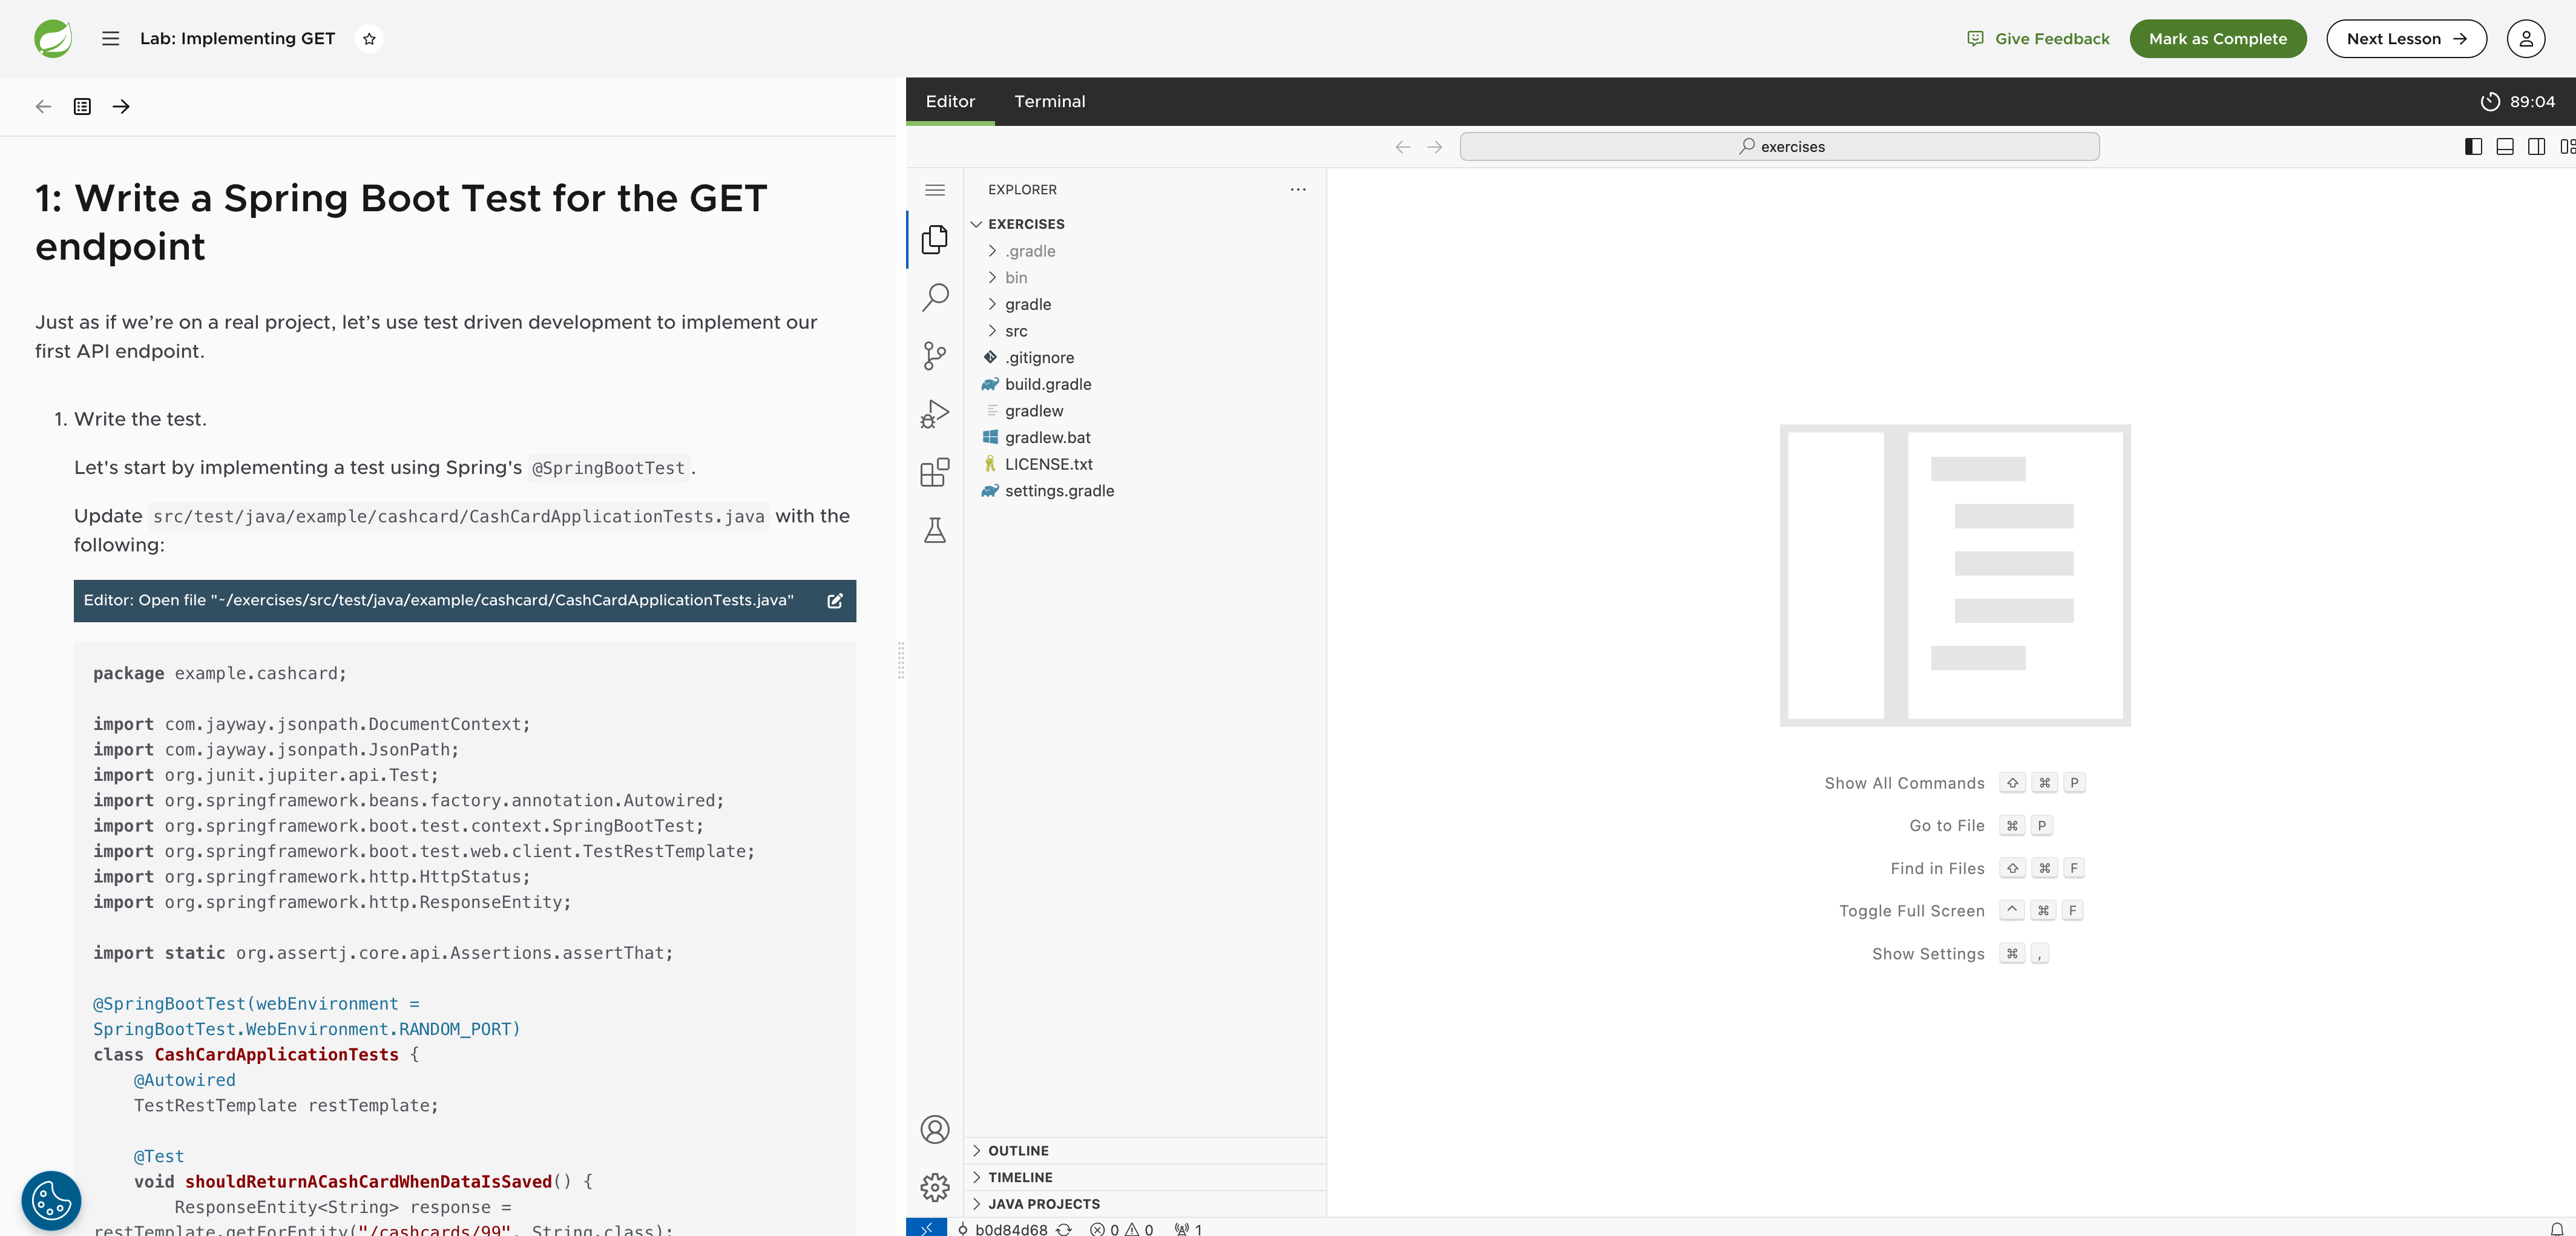 Lab: Implementing GET
Give Feedback
Mark as Complete
Next Lesson
1: Write a Spring Boot Test for the GET
endpoint
Just as if we’re on a real project, let’s use test driven development to implement our
first API endpoint.
1. Write the test.
Let's start by implementing a test using Spring's @SpringBootTest.
Update src/test/java/example/cashcard/CashCardApplicationTests.java with the
following:
Editor: Open file "~/exercises/src/test/java/example/cashcard/CashCardApplicationTests.java"
package example.cashcard;
import com.jayway.jsonpath.DocumentContext;
import com.jayway.jsonpath.JsonPath;
import org.junit.jupiter.api.Test;
import org.springframework.beans.factory.annotation.Autowired;
import org.springframework.boot.test.context.SpringBootTest;
import org.springframework.boot.test.web.client.TestRestTemplate;
import org.springframework.http.HttpStatus;
import org.springframework.http.ResponseEntity;
import static org.assertj.core.api.Assertions.assertThat;
@SpringBootTest(webEnvironment =
SpringBootTest.WebEnvironment.RANDOM_PORT)
class CashCardApplicationTests {
@Autowired
TestRestTemplate restTemplate;
@Test
void shouldReturnACashCardWhenDataIsSaved() {
ResponseEntity<String> response =
restTemplate.getForEntity("/cashcards/99", String.class);
Editor
Terminal
89:04
exercises
EXPLORER
EXERCISES
.gradle
bin
gradle
src
.gitignore
build.gradle
gradlew
gradlew.bat
LICENSE.txt
settings.gradle
OUTLINE
TIMELINE
JAVA PROJECTS
Show All Commands ⇧ ⌘ P
Go to File ⌘ P
Find in Files ⇧ ⌘ F
Toggle Full Screen ^ ⌘ F
Show Settings ⌘ ,
b0d84d68 0 0 1